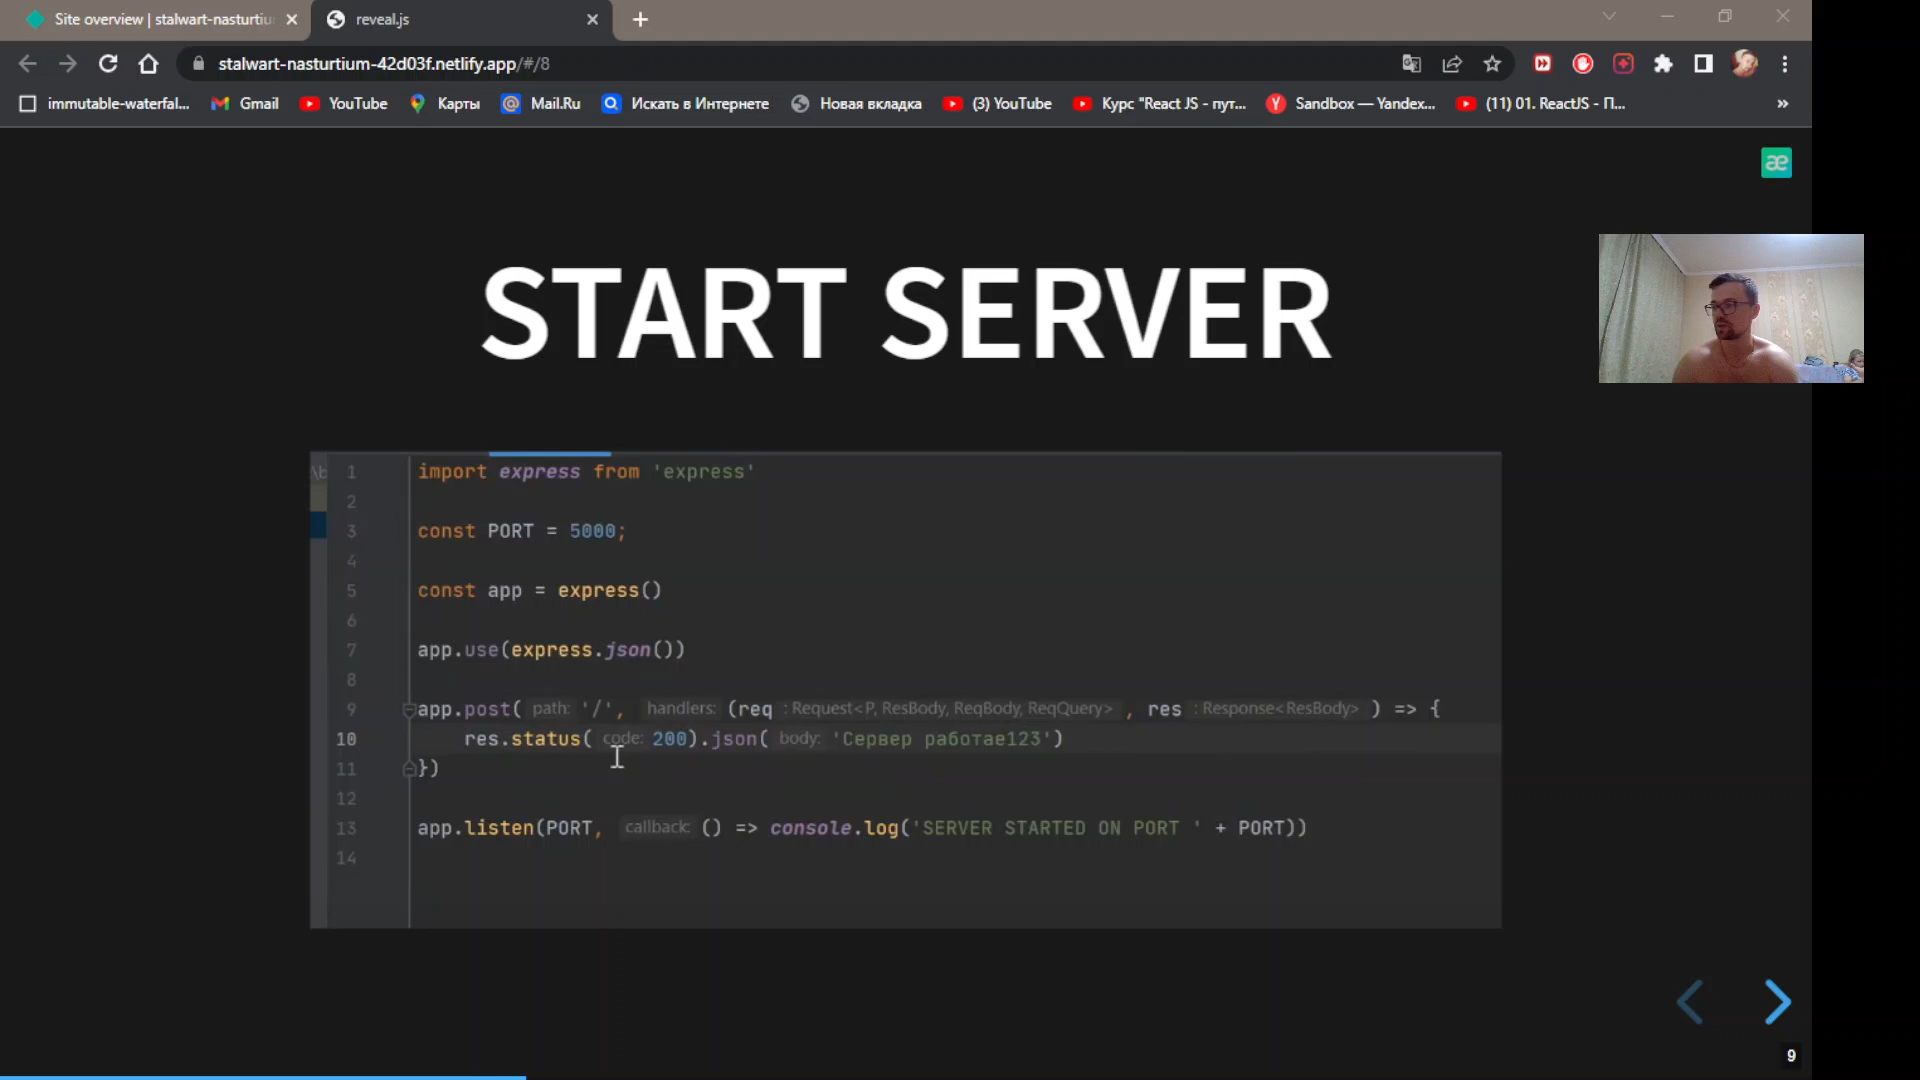 Site overview | stalwart-nasturtiu
reveal.js
stalwart-nasturtium-42d03f.netlify.app/#/8
immutable-waterfal...
Gmail
YouTube
Карты
Mail.Ru
Искать в Интернете
Новая вкладка
(3) YouTube
Курс "React JS - пут...
Sandbox — Yandex...
(11) 01. ReactJS - П...
æ
START SERVER
\b
1 import express from 'express'
2
3 const PORT = 5000;
4
5 const app = express()
6
7 app.use(express.json())
8
9 app.post( path: '/', handlers: (req : Request<P, ResBody, ReqBody, ReqQuery> , res : Response<ResBody> ) => {
10 res.status( code: 200).json( body: 'Сервер работае123')
11 })
12
13 app.listen(PORT, callback: () => console.log('SERVER STARTED ON PORT ' + PORT))
14
9